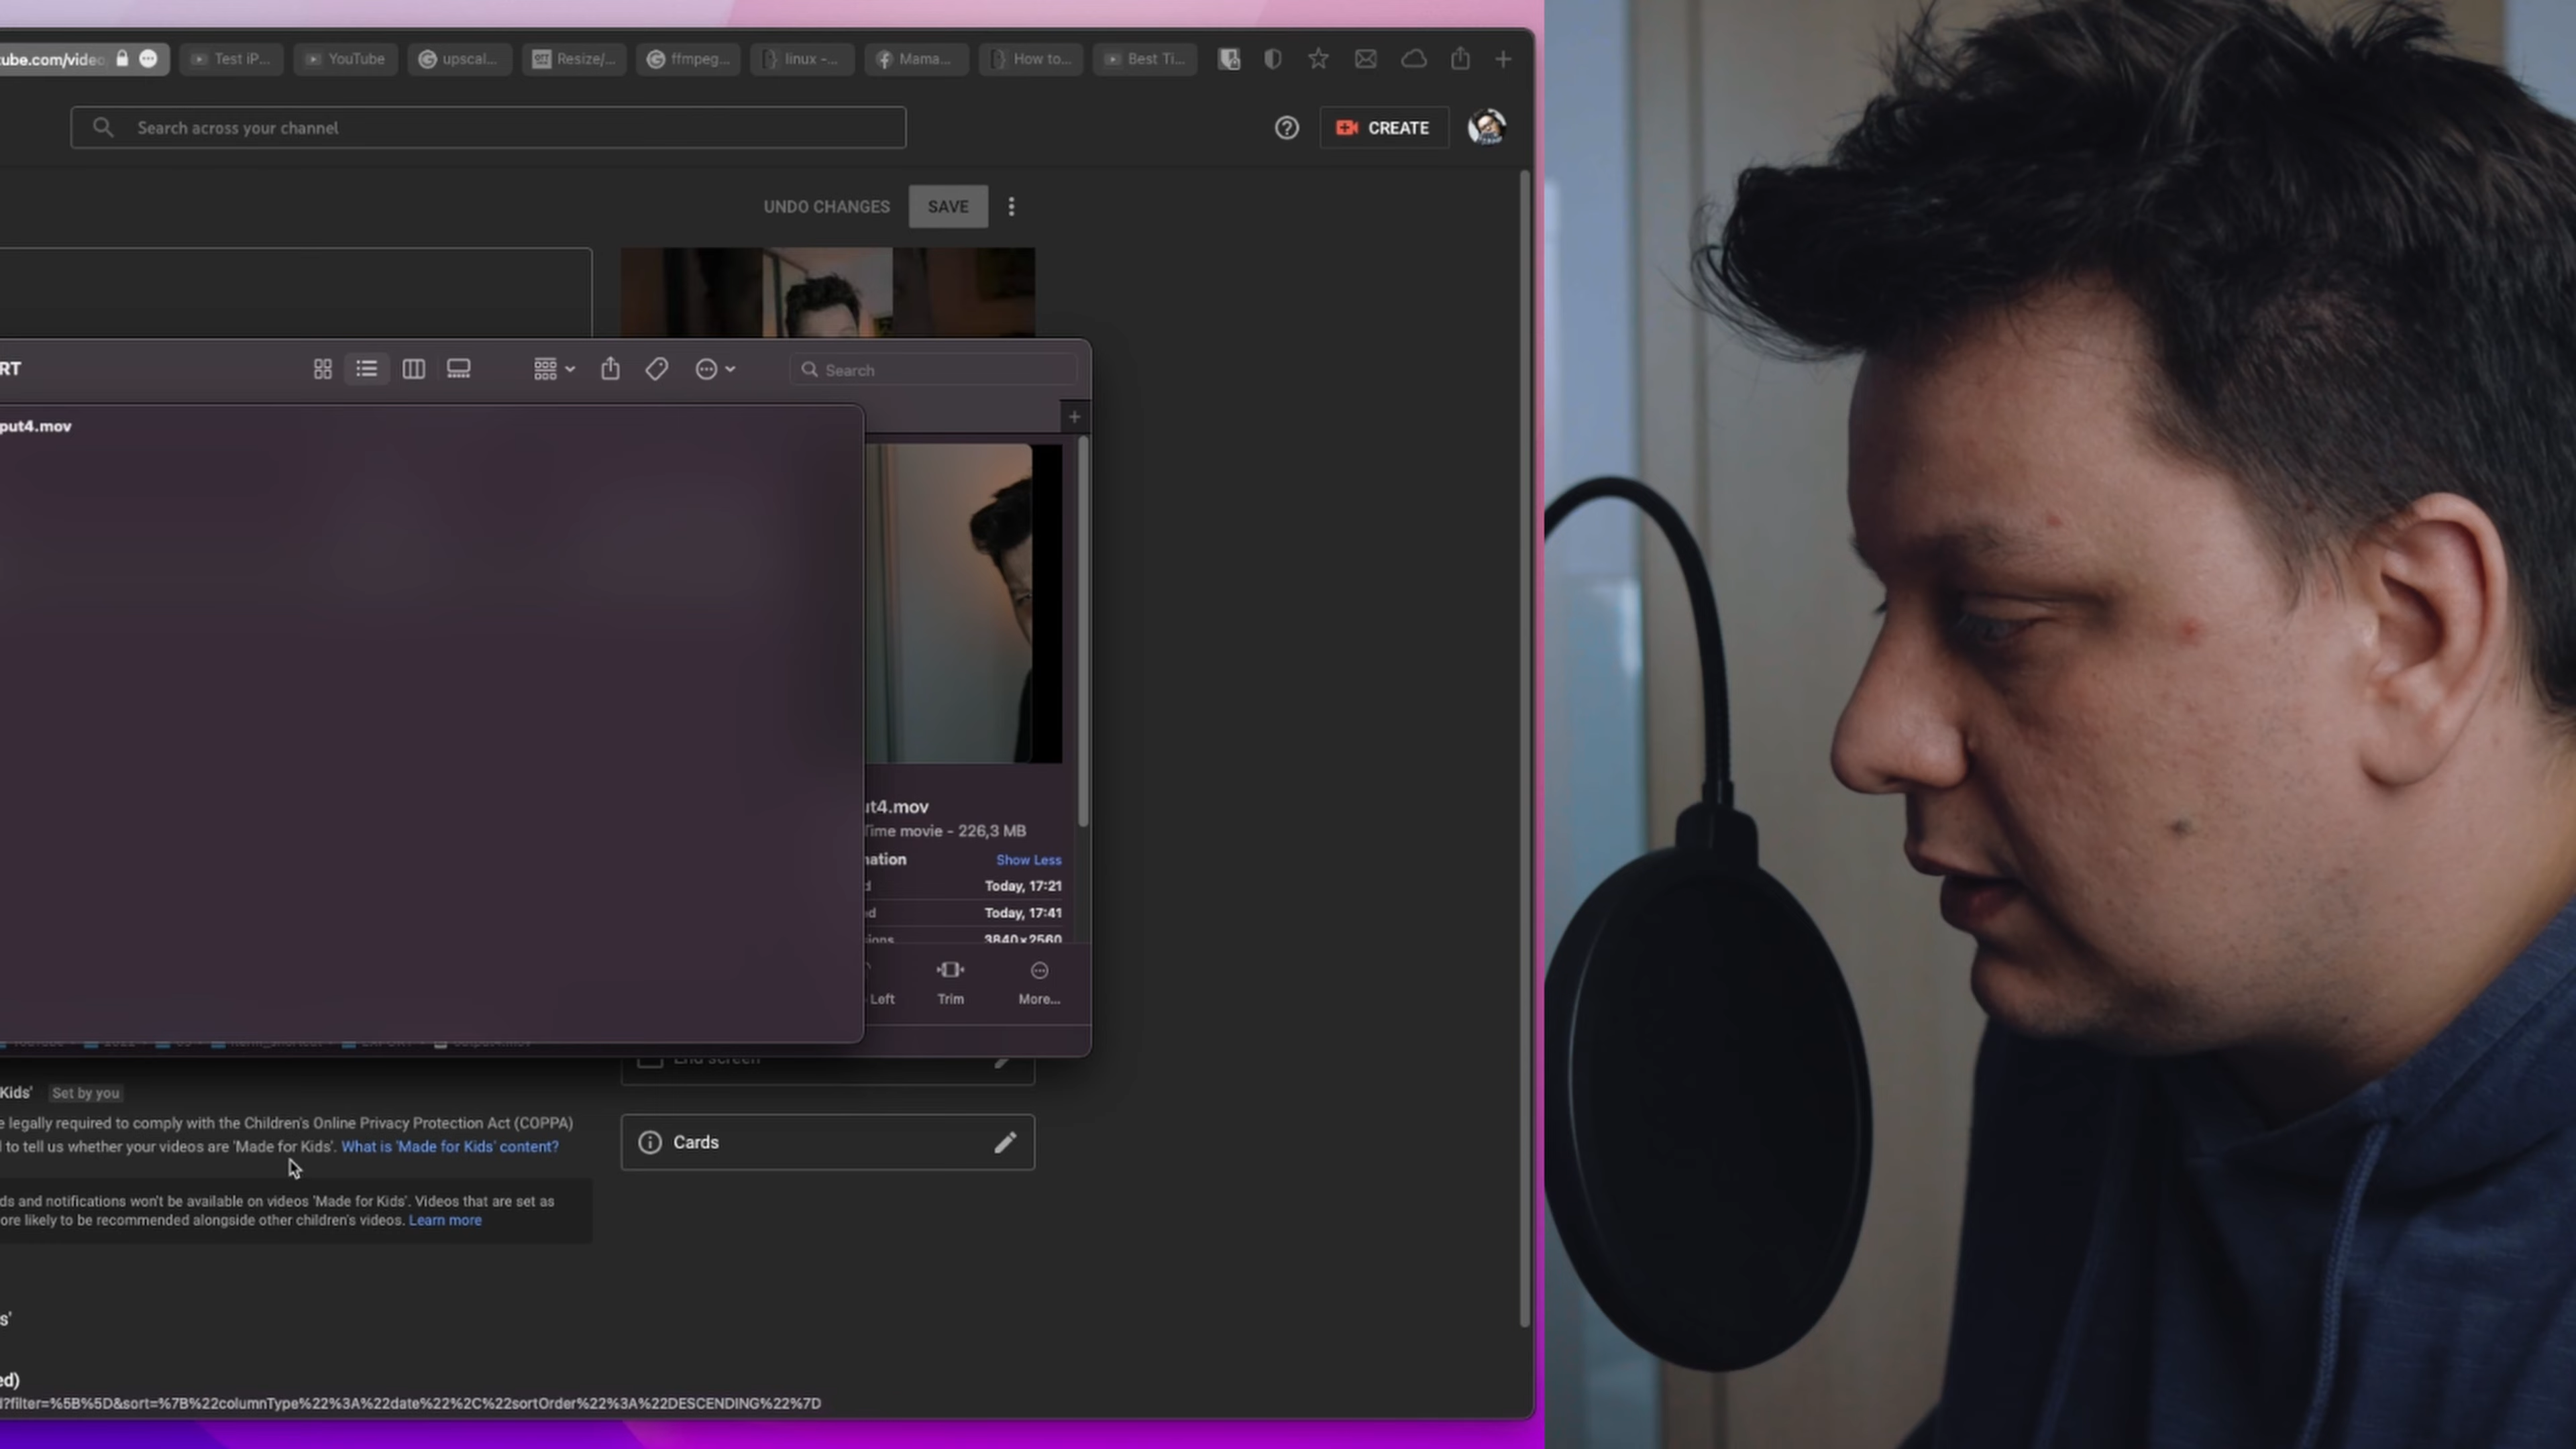 tube.com/video
Test iP...
YouTube
upscal...
Resize/...
ffmpeg...
linux -...
Mama...
How to...
Best Ti...
Search across your channel
CREATE
UNDO CHANGES
SAVE
RT
Search
put4.mov
ut4.mov
Time movie - 226,3 MB
nation
Show Less
d
Today, 17:21
ed
Today, 17:41
ions
3840x2560
Left
Trim
More...
End screen
Kids'
Set by you
e legally required to comply with the Children's Online Privacy Protection Act (COPPA)
l to tell us whether your videos are 'Made for Kids'. What is 'Made for Kids' content?
Cards
ds and notifications won't be available on videos 'Made for Kids'. Videos that are set as
ore likely to be recommended alongside other children's videos. Learn more
s'
ed)
d?filter=%5B%5D&sort=%7B%22columnType%22%3A%22date%22%2C%22sortOrder%22%3A%22DESCENDING%22%7D